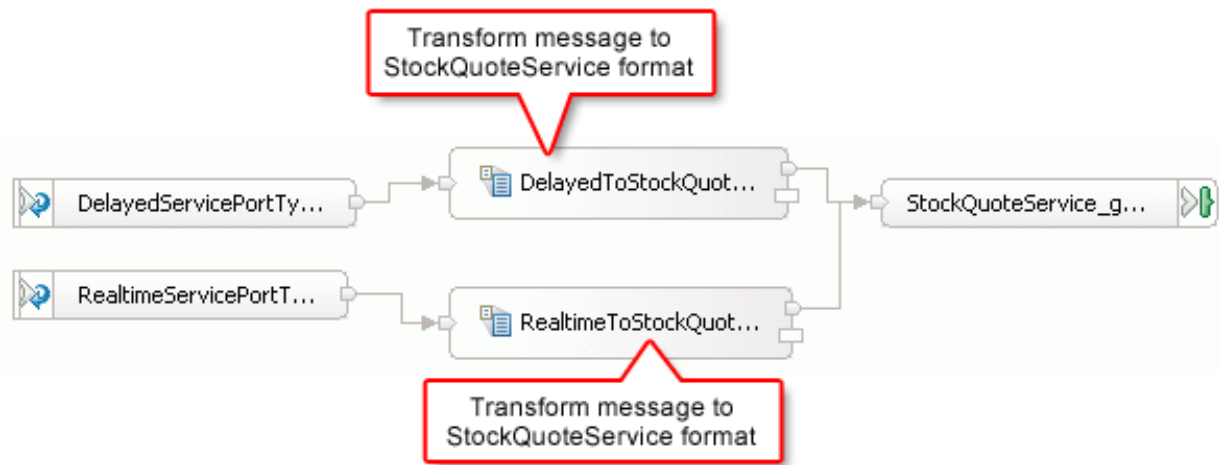 Transform message to
StockQuoteService format
DelayedServicePortTy...
DelayedToStockQuot...
StockQuoteService_g...
RealtimeServicePortT...
RealtimeToStockQuot...
Transform message to
StockQuoteService format